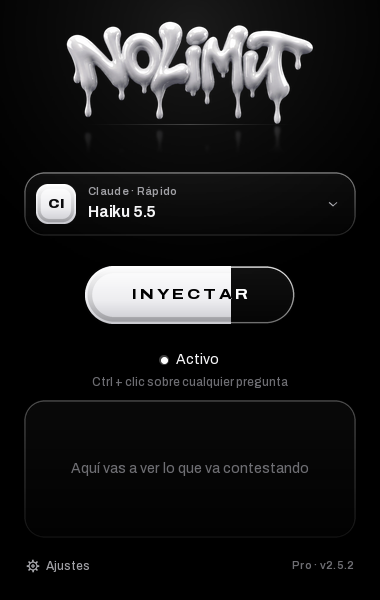 NOLiMiT
CI
Claude · Rápido
Haiku 5.5
INYECTAR
Activo
Ctrl + clic sobre cualquier pregunta
Aquí vas a ver lo que va contestando
Ajustes
Pro · v2.5.2